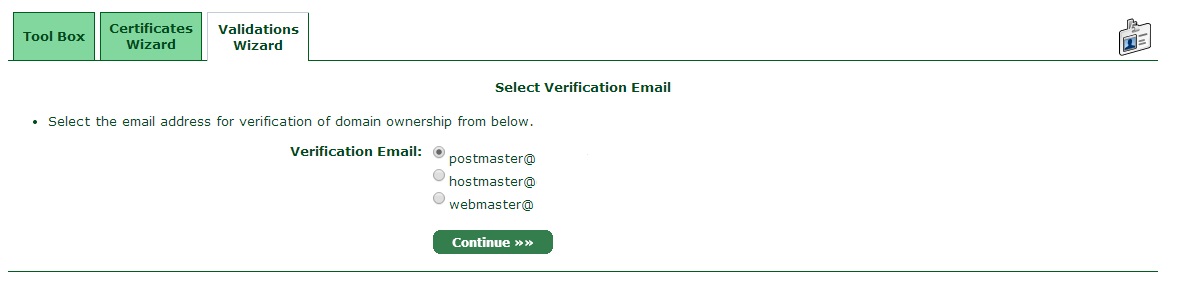 Tool Box
Certificates
Wizard
Validations
Wizard
Select Verification Email
• Select the email address for verification of domain ownership from below.
Verification Email:
postmaster@
hostmaster@
webmaster@
Continue »»